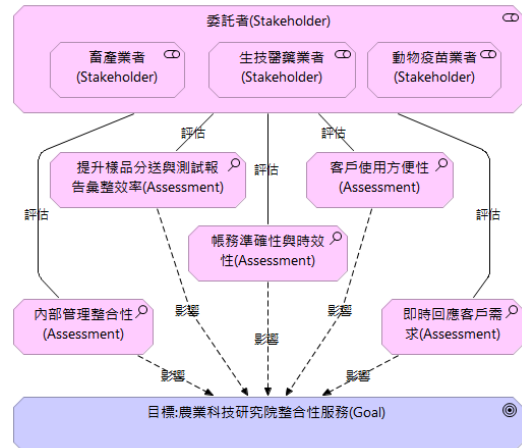 委託者(Stakeholder)
畜產業者
(Stakeholder)
生技醫藥業者
(Stakeholder)
動物疫苗業者
(Stakeholder)
評估
評估
提升樣品分送與測試報
告彙整效率(Assessment)
評估
客戶使用方便性
(Assessment)
評估
評估
帳務準確性與時效
性(Assessment)
內部管理整合性
(Assessment)
影響
影響
影響
即時回應客戶需
求(Assessment)
影響
影響
目標:農業科技研究院整合性服務(Goal)